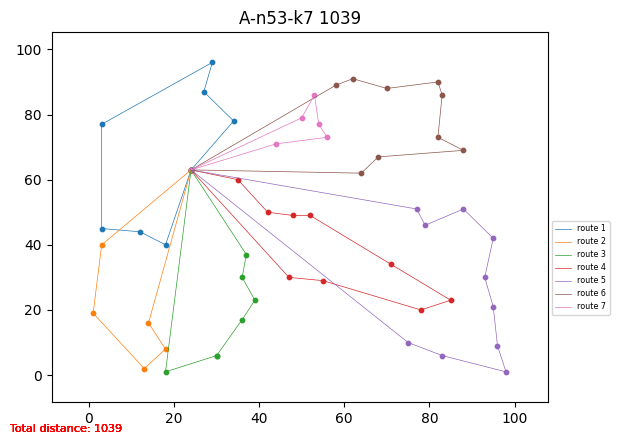 A-n53-k7 1039
100
80
60
40
20
0
0 20 40 60 80 100
route 1
route 2
route 3
route 4
route 5
route 6
route 7
Total distance: 1039